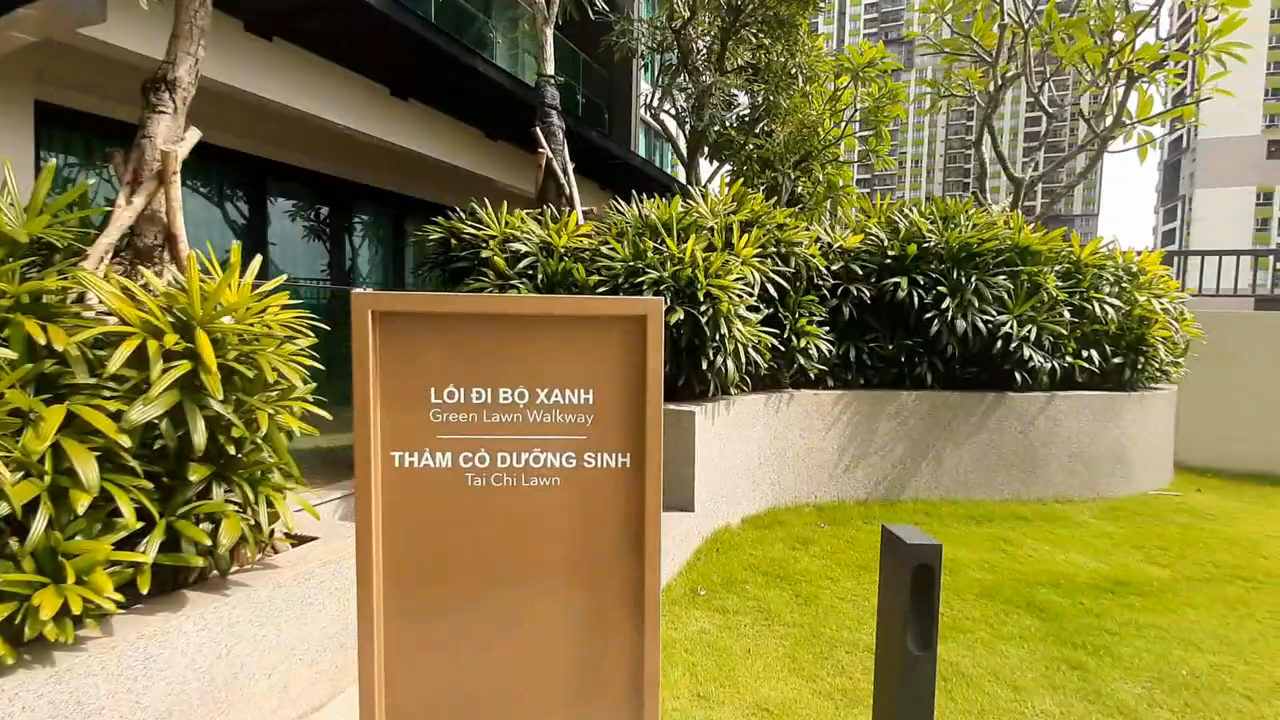 LỐI ĐI BỘ XANH
Green Lawn Walkway
THẢM CỎ DƯỠNG SINH
Tai Chi Lawn